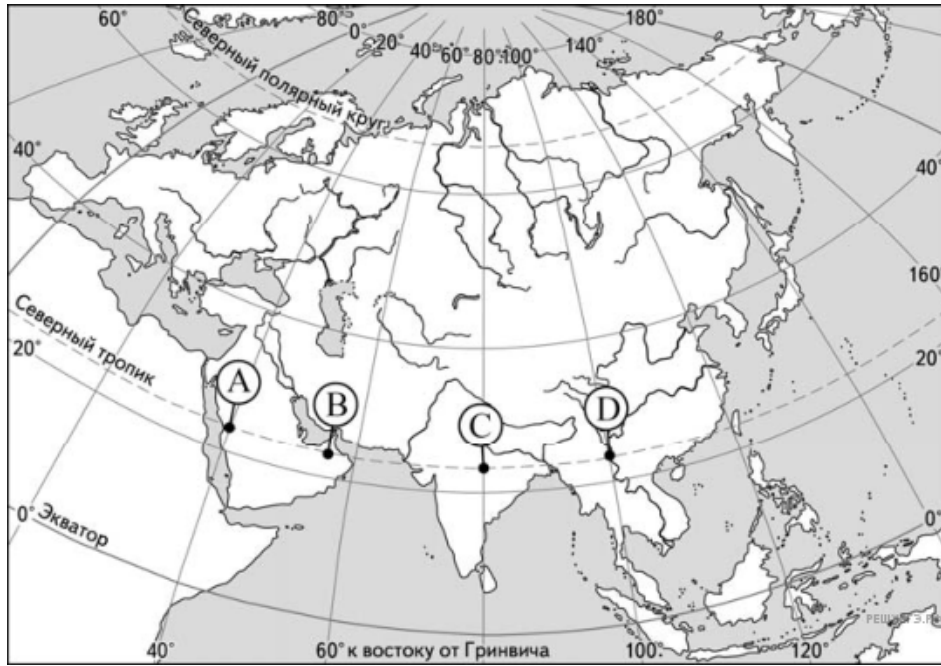 60° 80° 0° 20° 40° 60° 80° 100° 140° 180°
Северный полярный круг
40° 40°
160°
Северный тропик
20° 20°
A
B
C
D
0° Экватор 0°
40° 60° к востоку от Гринвича 100° 120°